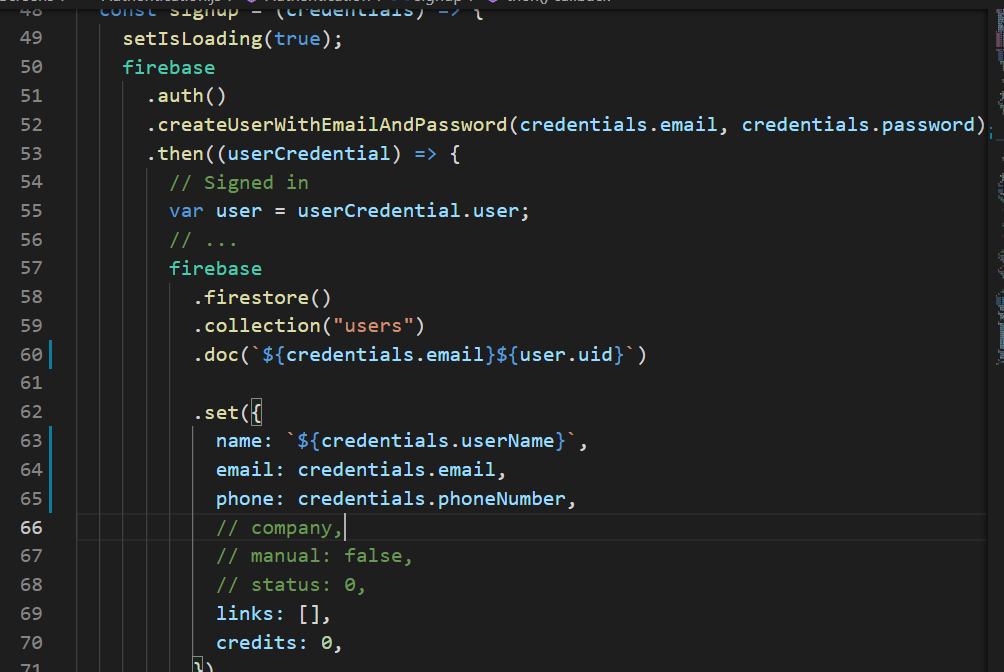 48 const signup = (credentials) => {
49 setIsLoading(true);
50 firebase
51 .auth()
52 .createUserWithEmailAndPassword(credentials.email, credentials.password)
53 .then((userCredential) => {
54 // Signed in
55 var user = userCredential.user;
56 // ...
57 firebase
58 .firestore()
59 .collection("users")
60 .doc(`${credentials.email}${user.uid}`)
61
62 .set({
63 name: `${credentials.userName}`,
64 email: credentials.email,
65 phone: credentials.phoneNumber,
66 // company,
67 // manual: false,
68 // status: 0,
69 links: [],
70 credits: 0,
71 })